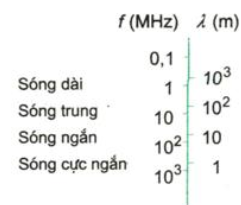 f (MHz) λ (m)
0,1
10³
Sóng dài
1
10²
Sóng trung
10
Sóng ngắn
10² 10
Sóng cực ngắn
1
10³